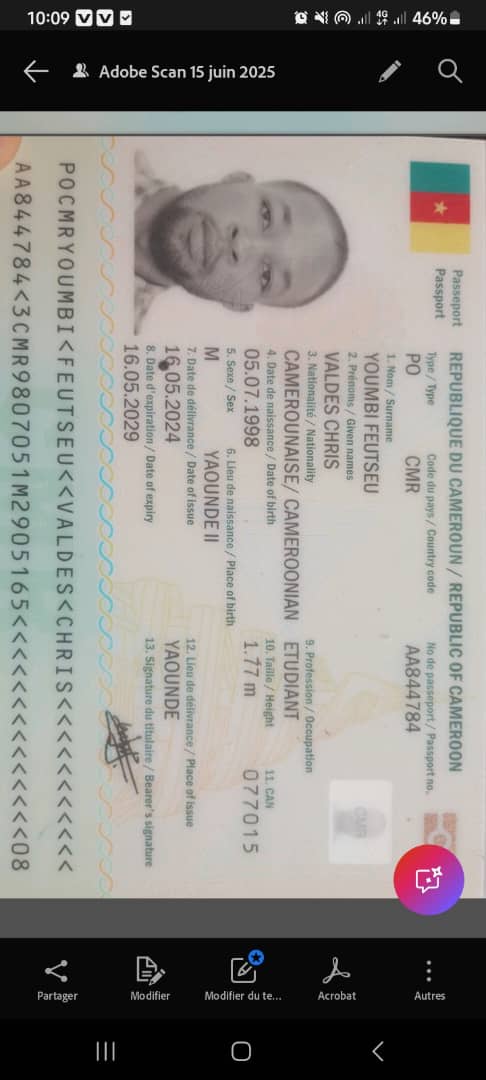 10:09
4G
46%
Adobe Scan 15 juin 2025
Passeport
Passport
REPUBLIQUE DU CAMEROUN / REPUBLIC OF CAMEROON
Type / Type
Code du pays / Country code
No de passeport / Passport no.
PO
CMR
AA844784
1. Nom / Surname
YOUMBI FEUTSEU
2. Prénoms / Given names
VALDES CHRIS
3. Nationalité / Nationality
9. Profession / Occupation
CAMEROUNAISE/ CAMEROONIAN
ETUDIANT
4. Date de naissance / Date of birth
10. Taille / Height
11. CAN
05.07.1998
1.77 m
077015
5. Sexe / Sex
6. Lieu de naissance / Place of birth
M
YAOUNDE II
7. Date de délivrance / Date of issue
12. Lieu de délivrance / Place of issue
16.05.2024
YAOUNDE
8. Date d'expiration / Date of expiry
13. Signature du titulaire / Bearer's signature
16.05.2029
CMR
POCMRYOUMBI<FEUTSEU<<VALDES<CHRIS<<<<<<<<<<<
AA844784<3CMR9807051M2905165<<<<<<<<<<<<<<08
Partager
Modifier
Modifier du te...
Acrobat
Autres